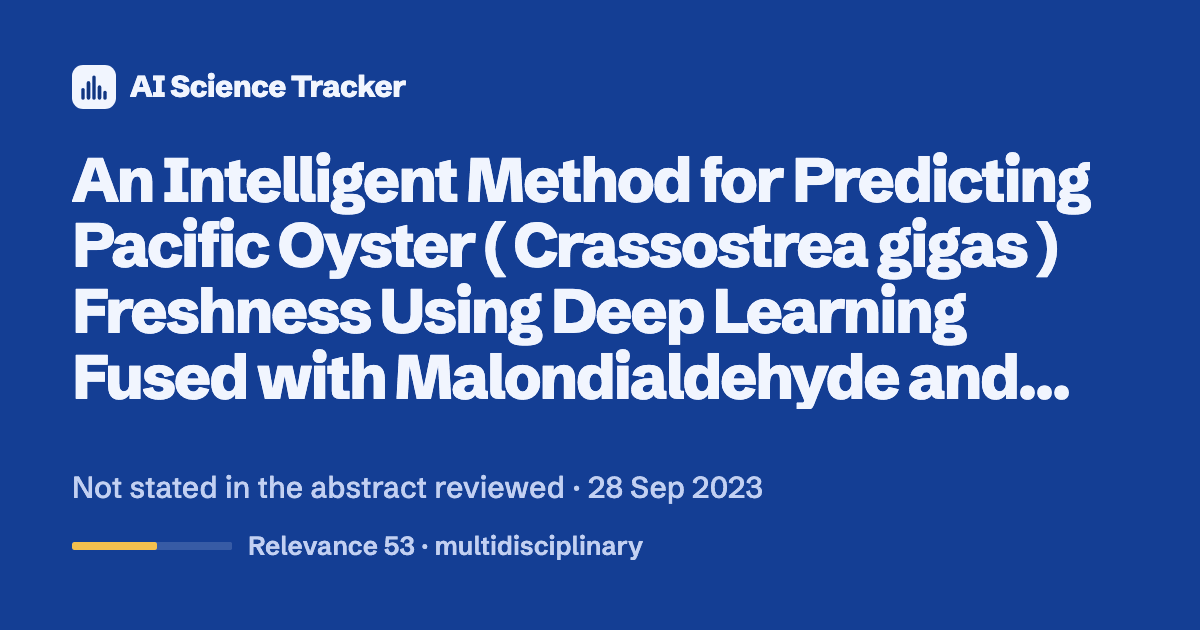 AI Science Tracker
An Intelligent Method for Predicting
Pacific Oyster ( Crassostrea gigas )
Freshness Using Deep Learning
Fused with Malondialdehyde and...
Not stated in the abstract reviewed · 28 Sep 2023
Relevance 53 · multidisciplinary